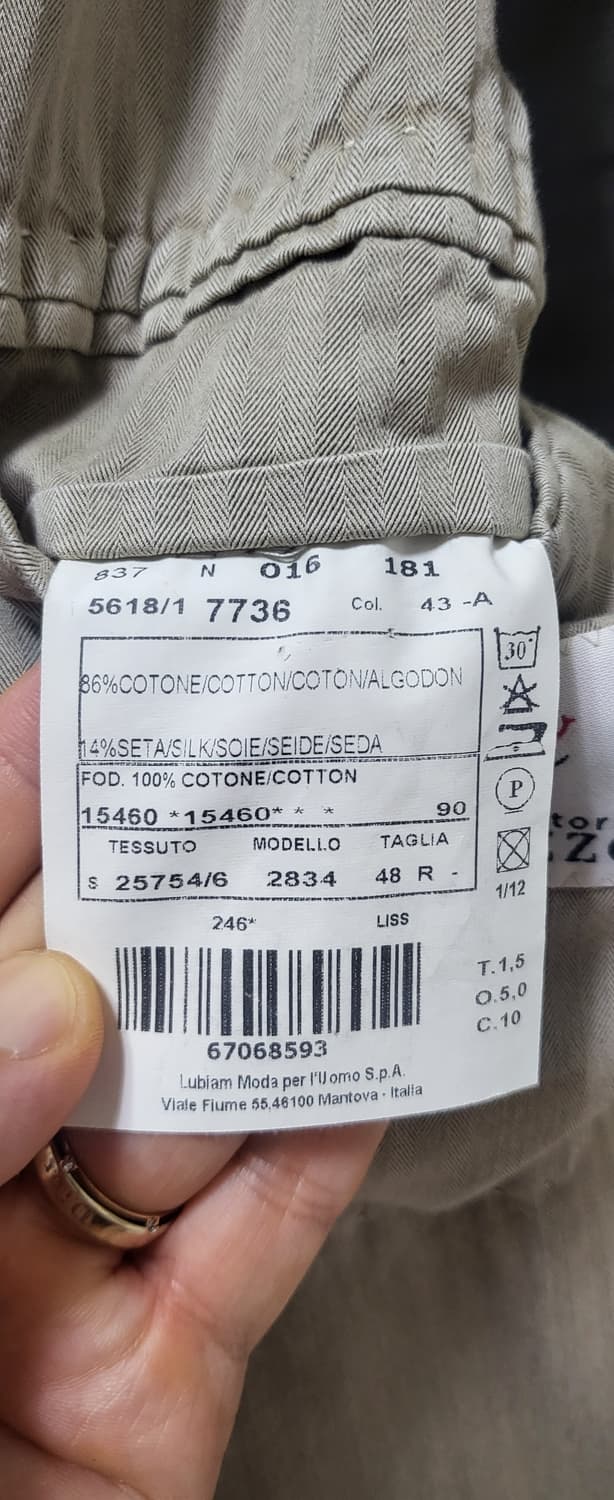 837 N 016 181
5618/1 7736 Col. 43 -A
86%COTONE/COTTON/COTON/ALGODON
14%SETA/SILK/SOIE/SEIDE/SEDA
FOD. 100% COTONE/COTTON
15460 *15460* * * 90
TESSUTO MODELLO TAGLIA
S 25754/6 2834 48 R -
246* LISS
67068593
Lubiam Moda per l'Uomo S.p.A.
Viale Fiume 55,46100 Mantova - Italia
30°
P
1/12
T.1,5
O.5,0
C.10